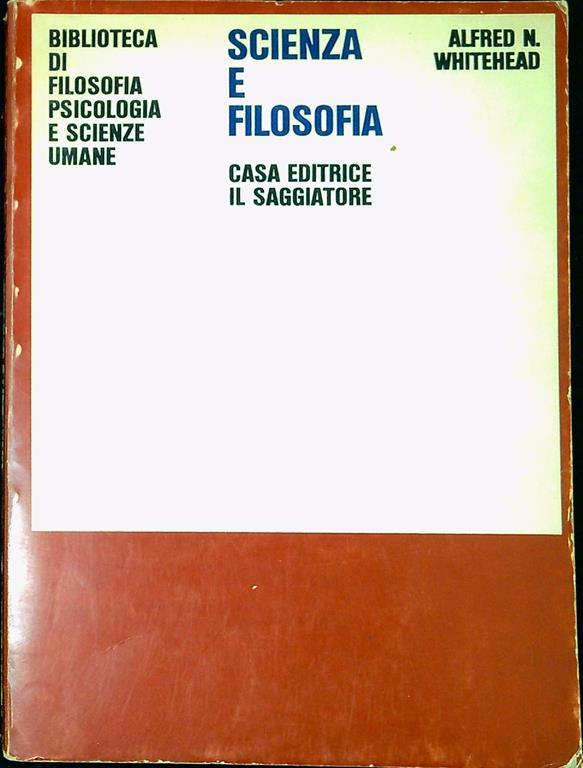 BIBLIOTECA
DI
FILOSOFIA
PSICOLOGIA
E SCIENZE
UMANE
SCIENZA
E
FILOSOFIA
CASA EDITRICE
IL SAGGIATORE
ALFRED N.
WHITEHEAD